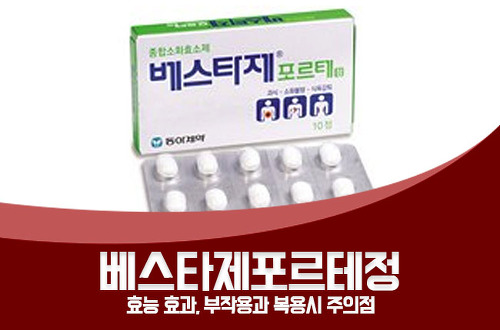 종합소화효소제
베스타제® 포르테정
과식 · 소화불량 · 식욕감퇴
10정
동아제약
베스타제포르테정
효능 효과, 부작용과 복용시 주의점